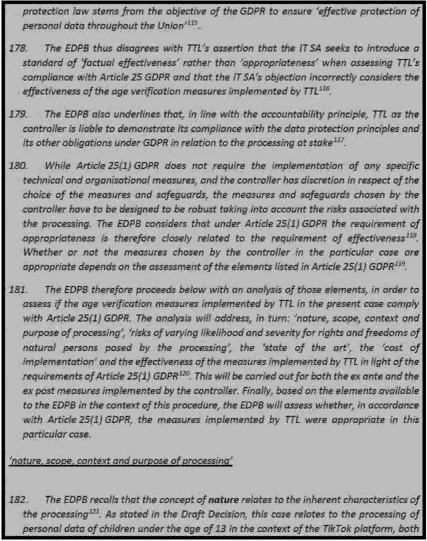 protection law stems from the objective of the GDPR to ensure 'effective protection of
personal data throughout the Union'115.
178. The EDPB thus disagrees with TTL's assertion that the IT SA seeks to introduce a
standard of 'factual effectiveness' rather than 'appropriateness' when assessing TTL's
compliance with Article 25 GDPR and that the IT SA's objection incorrectly considers the
effectiveness of the age verification measures implemented by TTL116.
179. The EDPB also underlines that, in line with the accountability principle, TTL as the
controller is liable to demonstrate its compliance with the data protection principles and
its other obligations under GDPR in relation to the processing at stake117.
180. While Article 25(1) GDPR does not require the implementation of any specific
technical and organisational measures, and the controller has discretion in respect of the
choice of the measures and safeguards, the measures and safeguards chosen by the
controller have to be designed to be robust taking into account the risks associated with
the processing. The EDPB considers that under Article 25(1) GDPR the requirement of
appropriateness is therefore closely related to the requirement of effectiveness118.
Whether or not the measures chosen by the controller in the particular case are
appropriate depends on the assessment of the elements listed in Article 25(1) GDPR119.
181. The EDPB therefore proceeds below with an analysis of those elements, in order to
assess if the age verification measures implemented by TTL in the present case comply
with Article 25(1) GDPR. The analysis will address, in turn: 'nature, scope, context and
purpose of processing', 'risks of varying likelihood and severity for rights and freedoms of
natural persons posed by the processing', the 'state of the art', the 'cost of
implementation' and the effectiveness of the measures implemented by TTL in light of the
requirements of Article 25(1) GDPR120. This will be carried out for both the ex ante and the
ex post measures implemented by the controller. Finally, based on the elements available
to the EDPB in the context of this procedure, the EDPB will assess whether, in accordance
with Article 25(1) GDPR, the measures implemented by TTL were appropriate in this
particular case.
'nature, scope, context and purpose of processing'
182. The EDPB recalls that the concept of nature relates to the inherent characteristics of
the processing121. As stated in the Draft Decision, this case relates to the processing of
personal data of children under the age of 13 in the context of the TikTok platform, both